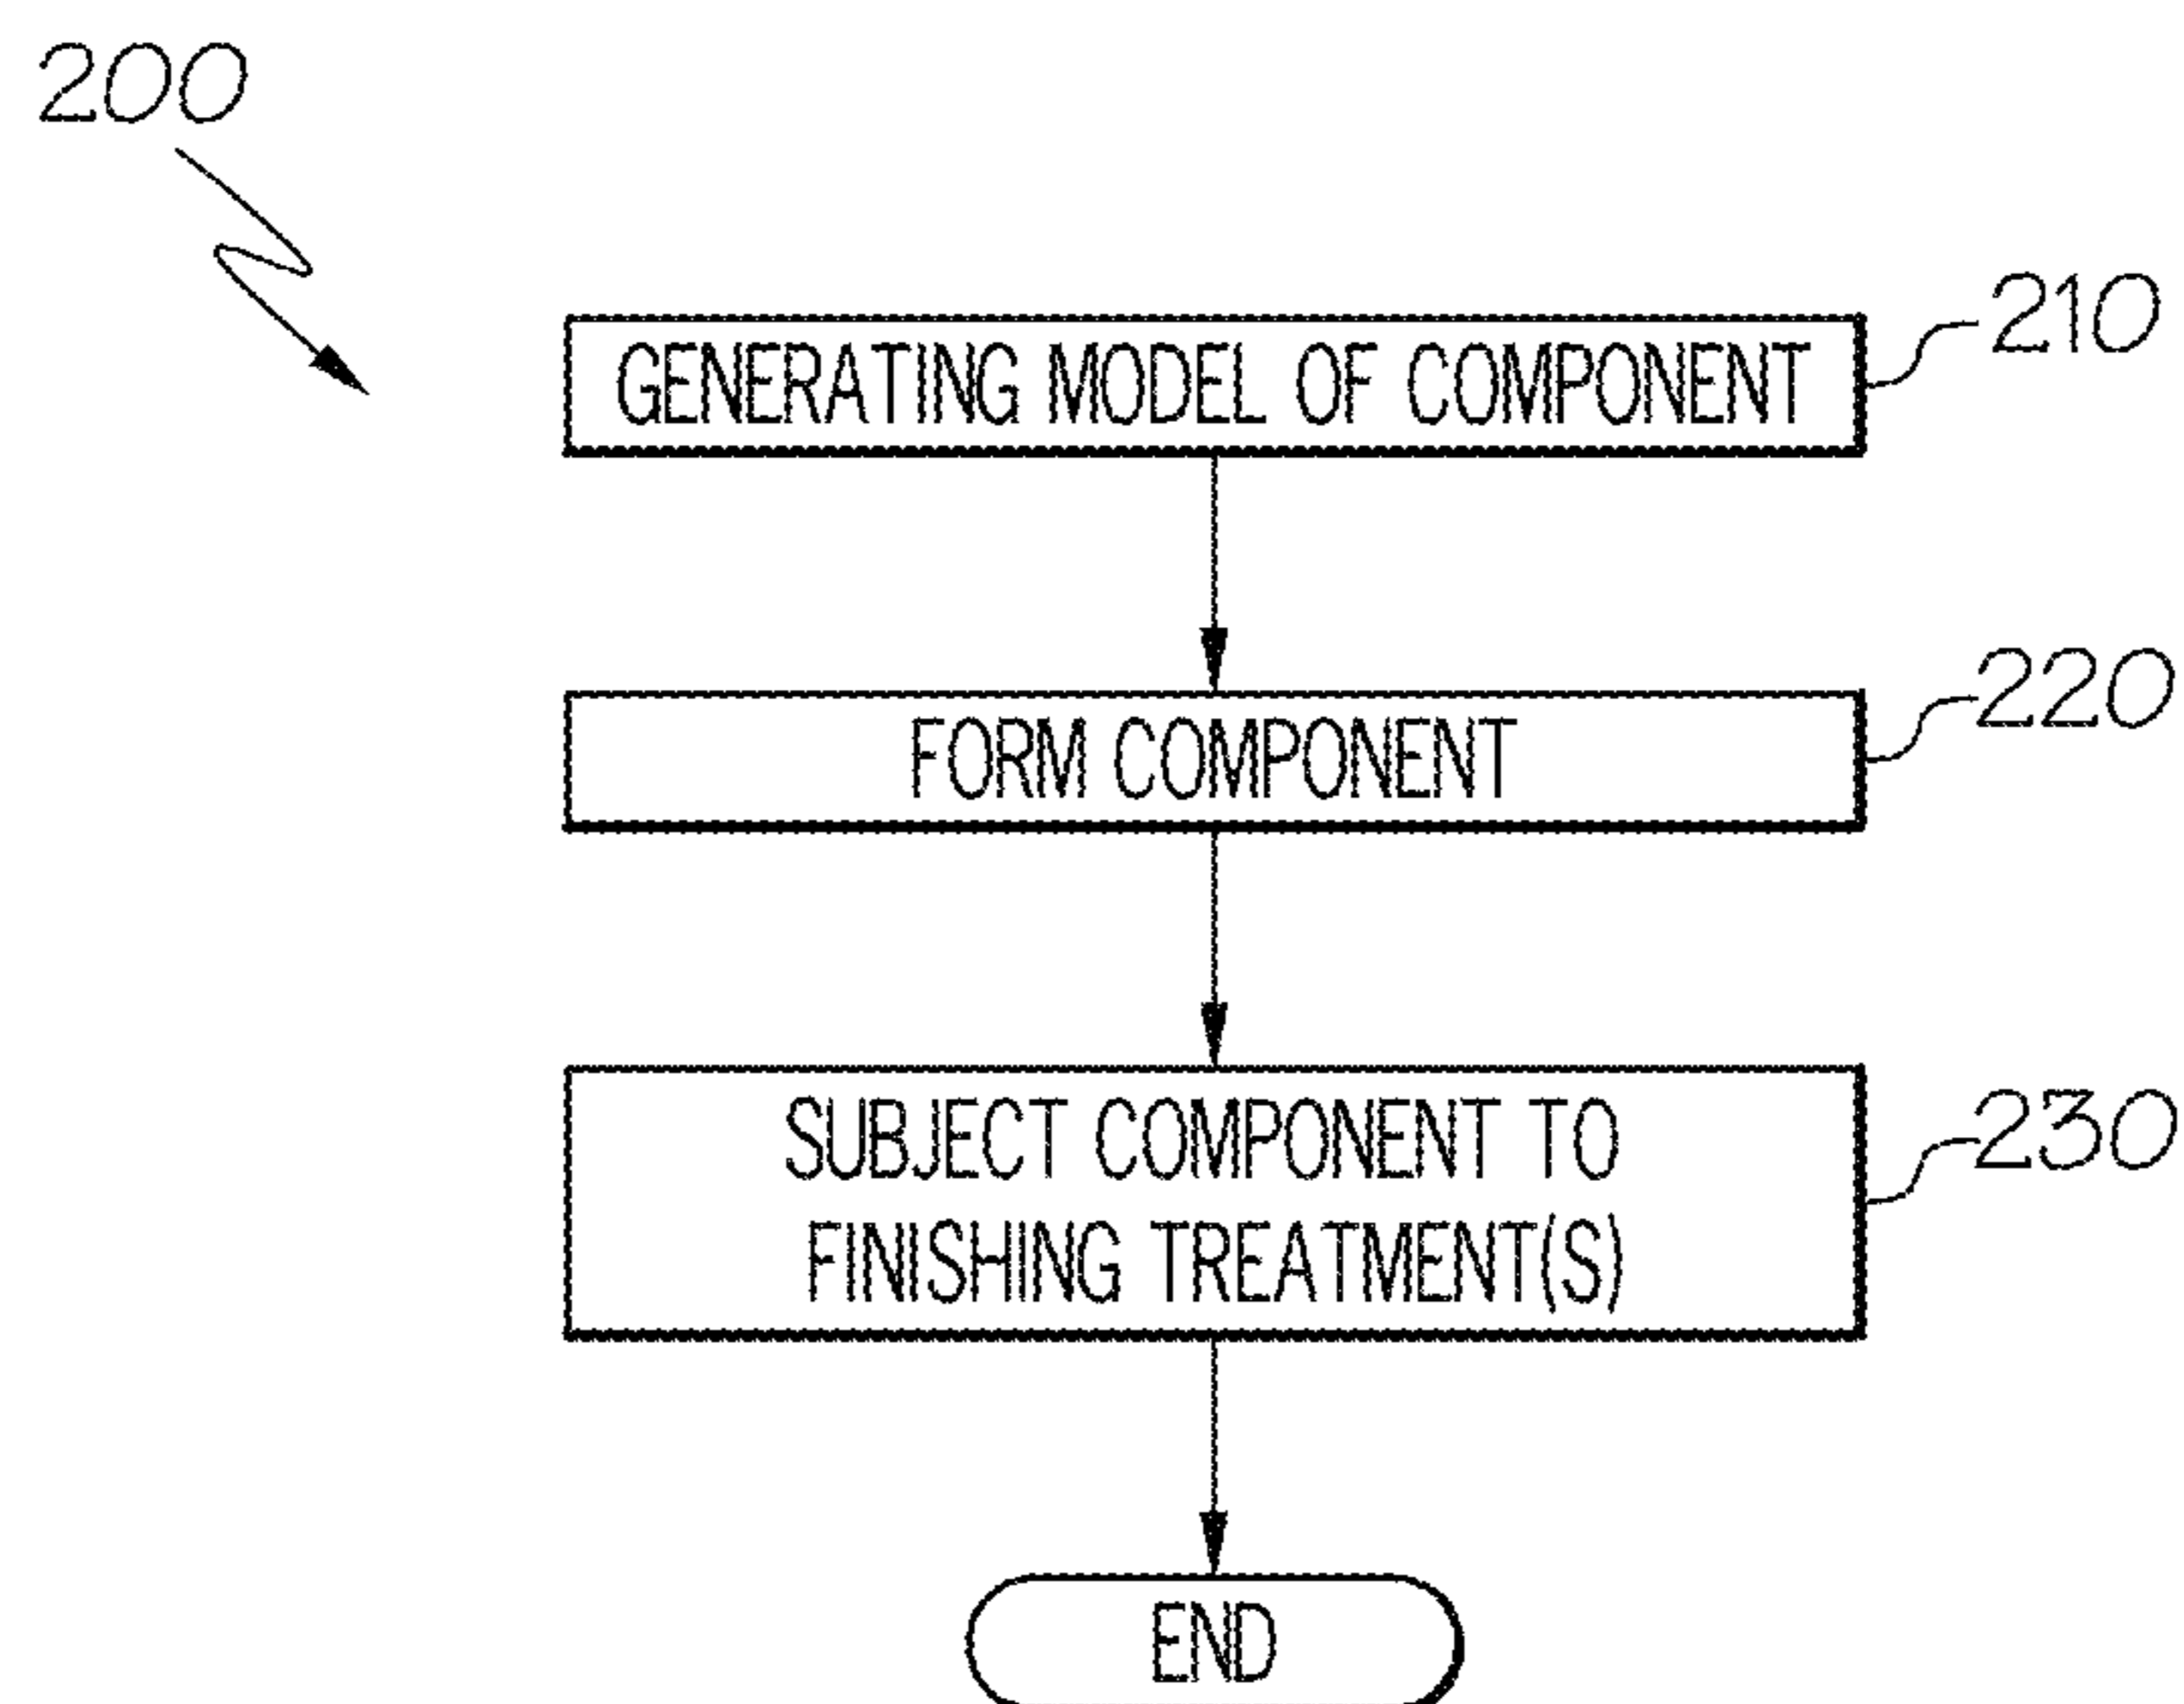 200
210
GENERATING MODEL OF COMPONENT
220
FORM COMPONENT
230
SUBJECT COMPONENT TO
FINISHING TREATMENT(S)
END